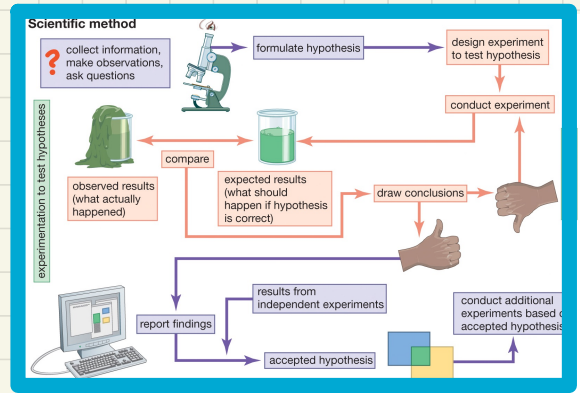 Scientific method
?
collect information,
make observations,
ask questions
formulate hypothesis
design experiment
to test hypothesis
conduct experiment
experimentation to test hypotheses
compare
observed results
(what actually
happened)
expected results
(what should
happen if hypothesis
is correct)
draw conclusions
results from
independent experiments
report findings
accepted hypothesis
conduct additional
experiments based
accepted hypothesis